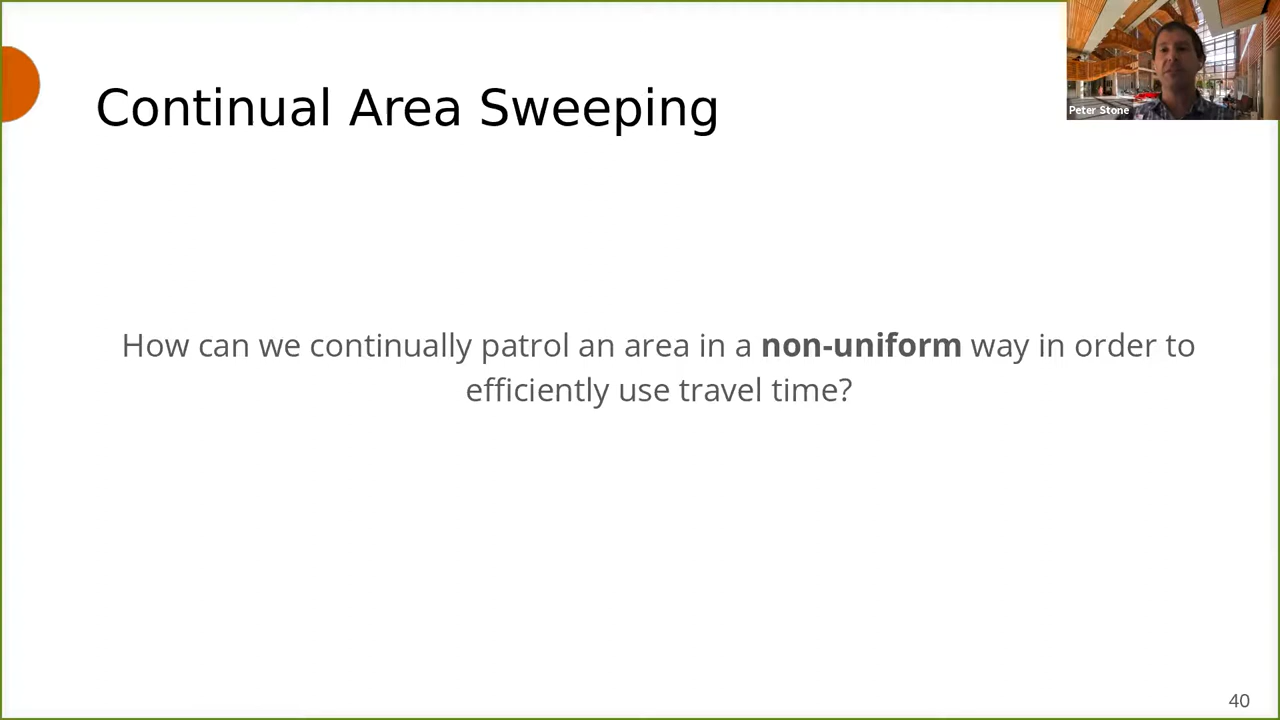 Peter Stone
Continual Area Sweeping
How can we continually patrol an area in a non-uniform way in order to
efficiently use travel time?
40